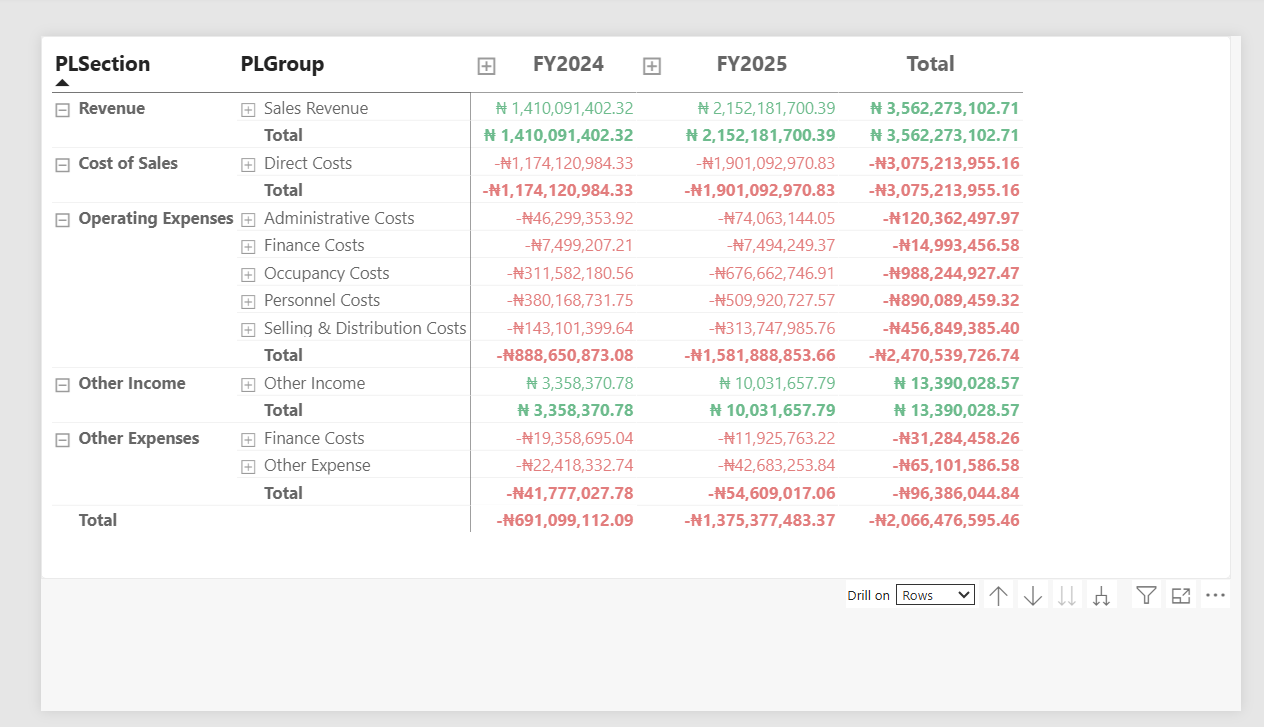 PLSection PLGroup FY2024 FY2025 Total
Revenue Sales Revenue ₦ 1,410,091,402.32 ₦ 2,152,181,700.39 ₦ 3,562,273,102.71
Total ₦ 1,410,091,402.32 ₦ 2,152,181,700.39 ₦ 3,562,273,102.71
Cost of Sales Direct Costs -₦1,174,120,984.33 -₦1,901,092,970.83 -₦3,075,213,955.16
Total -₦1,174,120,984.33 -₦1,901,092,970.83 -₦3,075,213,955.16
Operating Expenses Administrative Costs -₦46,299,353.92 -₦74,063,144.05 -₦120,362,497.97
Finance Costs -₦7,499,207.21 -₦7,494,249.37 -₦14,993,456.58
Occupancy Costs -₦311,582,180.56 -₦676,662,746.91 -₦988,244,927.47
Personnel Costs -₦380,168,731.75 -₦509,920,727.57 -₦890,089,459.32
Selling & Distribution Costs -₦143,101,399.64 -₦313,747,985.76 -₦456,849,385.40
Total -₦888,650,873.08 -₦1,581,888,853.66 -₦2,470,539,726.74
Other Income Other Income ₦ 3,358,370.78 ₦ 10,031,657.79 ₦ 13,390,028.57
Total ₦ 3,358,370.78 ₦ 10,031,657.79 ₦ 13,390,028.57
Other Expenses Finance Costs -₦19,358,695.04 -₦11,925,763.22 -₦31,284,458.26
Other Expense -₦22,418,332.74 -₦42,683,253.84 -₦65,101,586.58
Total -₦41,777,027.78 -₦54,609,017.06 -₦96,386,044.84
Total -₦691,099,112.09 -₦1,375,377,483.37 -₦2,066,476,595.46
Drill on Rows